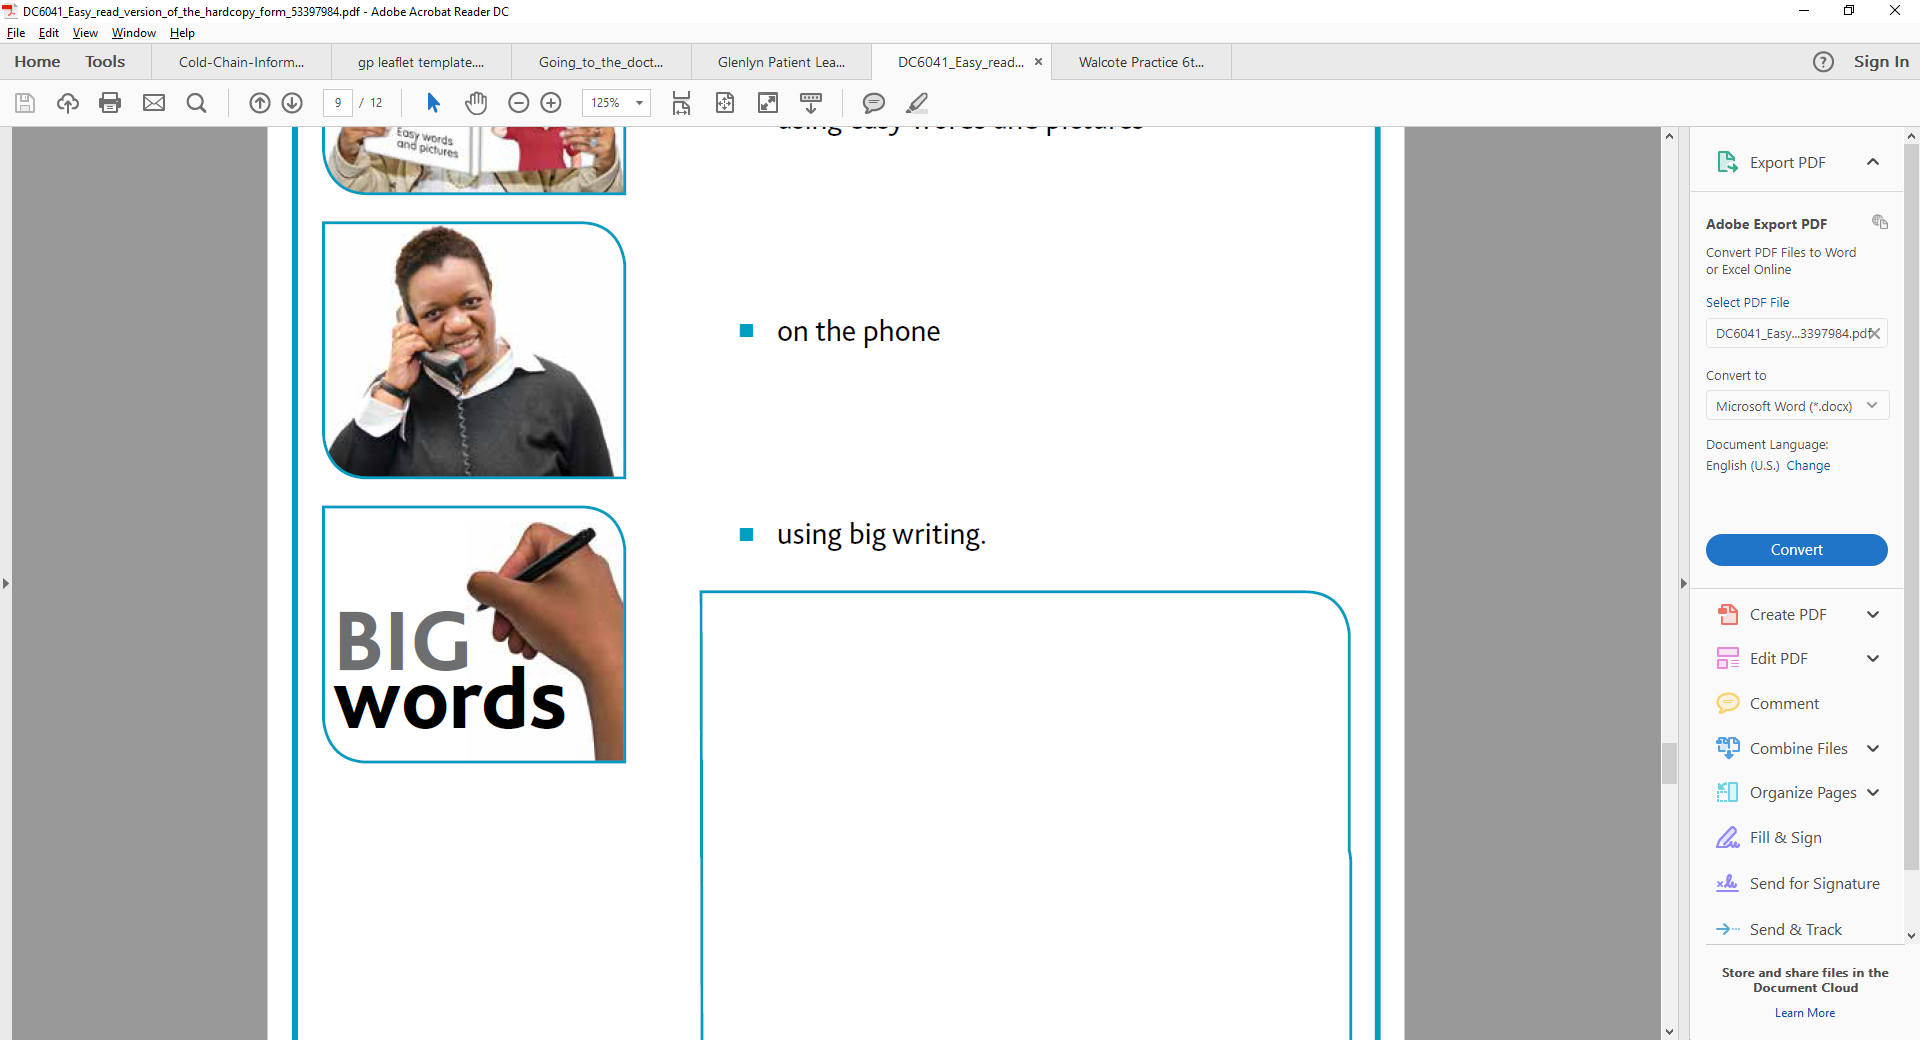 DC6041_Easy_read_version_of_the_hardcopy_form_53397984.pdf - Adobe Acrobat Reader DC
File Edit View Window Help
Home Tools Cold-Chain-Inform... gp leaflet template.... Going_to_the_doct... Glenlyn Patient Lea... DC6041_Easy_read... Walcote Practice 6t... Sign In
9 / 12 125%
Easy words
and pictures
using easy words and pictures
on the phone
using big writing.
BIG
words
Export PDF
Adobe Export PDF
Convert PDF Files to Word
or Excel Online
Select PDF File
DC6041_Easy...3397984.pdf
Convert to
Microsoft Word (*.docx)
Document Language:
English (U.S.) Change
Convert
Create PDF
Edit PDF
Comment
Combine Files
Organize Pages
Fill & Sign
Send for Signature
Send & Track
Store and share files in the
Document Cloud
Learn More